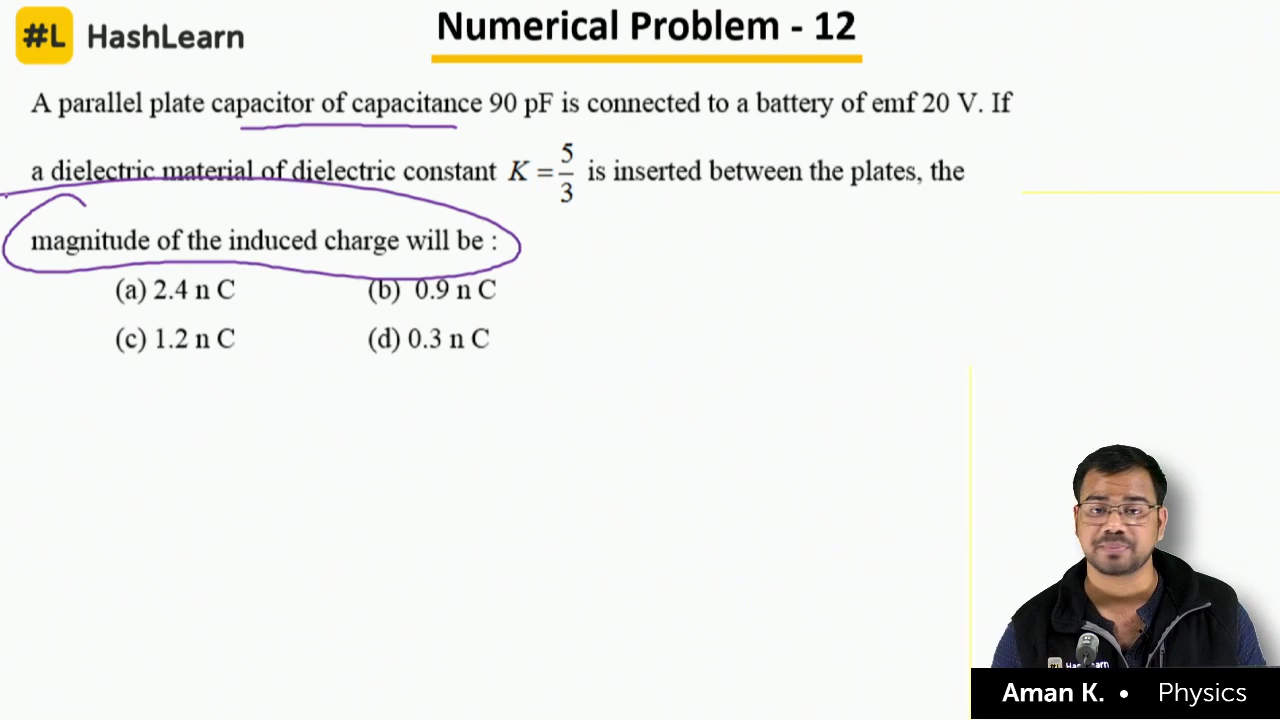 #L HashLearn
Numerical Problem - 12
A parallel plate capacitor of capacitance 90 pF is connected to a battery of emf 20 V. If
a dielectric material of dielectric constant K = 5/3 is inserted between the plates, the
magnitude of the induced charge will be :
(a) 2.4 n C (b) 0.9 n C
(c) 1.2 n C (d) 0.3 n C
#L HashLearn
Aman K. • Physics